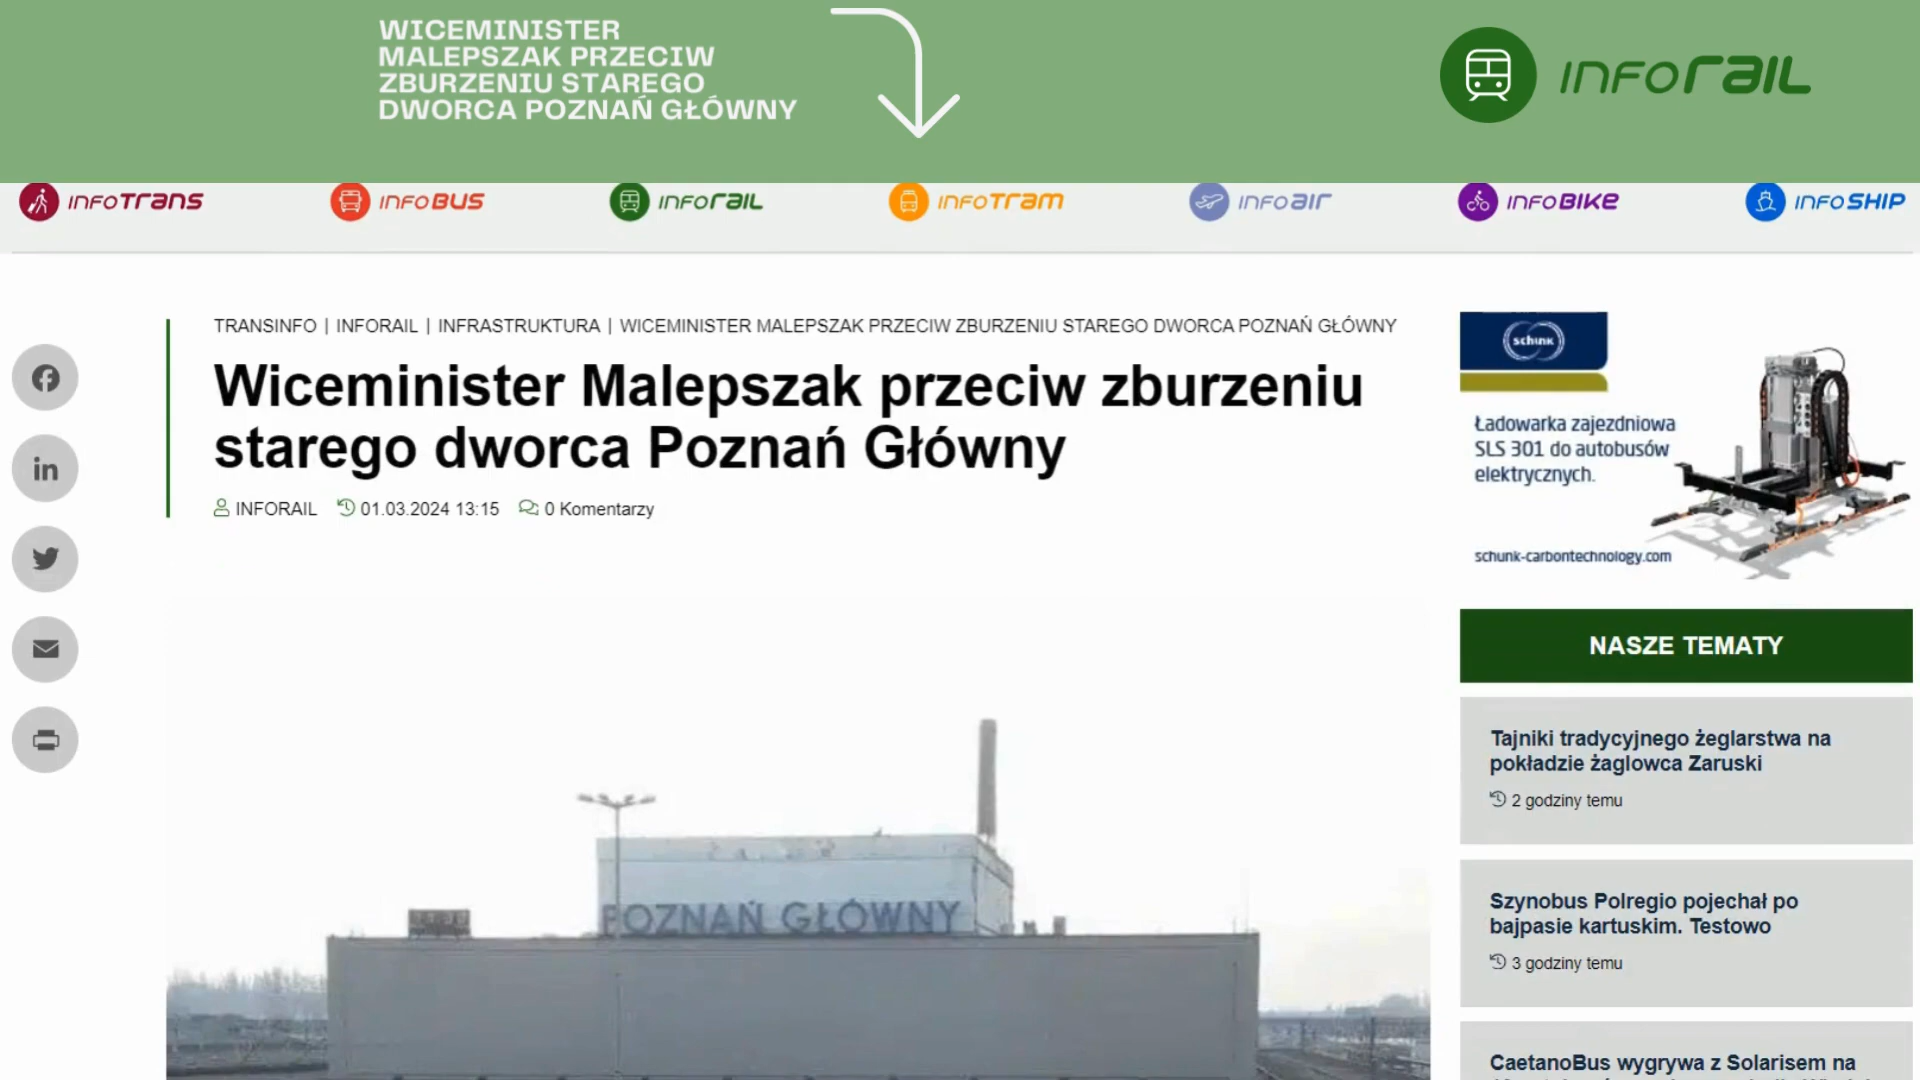 WICEMINISTER
MALEPSZAK PRZECIW
ZBURZENIU STAREGO
DWORCA POZNAŃ GŁÓWNY
INFORAIL
INFOTRANS
INFOBUS
INFORAIL
INFOTRAM
INFOAIR
INFOBIKE
INFOSHIP
TRANSINFO | INFORAIL | INFRASTRUKTURA | WICEMINISTER MALEPSZAK PRZECIW ZBURZENIU STAREGO DWORCA POZNAŃ GŁÓWNY
Wiceminister Malepszak przeciw zburzeniu
starego dworca Poznań Główny
INFORAIL 01.03.2024 13:15 0 Komentarzy
POZNAŃ GŁÓWNY
schunk
Ładowarka zajezdniowa
SLS 301 do autobusów
elektrycznych.
schunk-carbontechnology.com
NASZE TEMATY
Tajniki tradycyjnego żeglarstwa na
pokładzie żaglowca Zaruski
2 godziny temu
Szynobus Polregio pojechał po
bajpasie kartuskim. Testowo
3 godziny temu
CaetanoBus wygrywa z Solarisem na